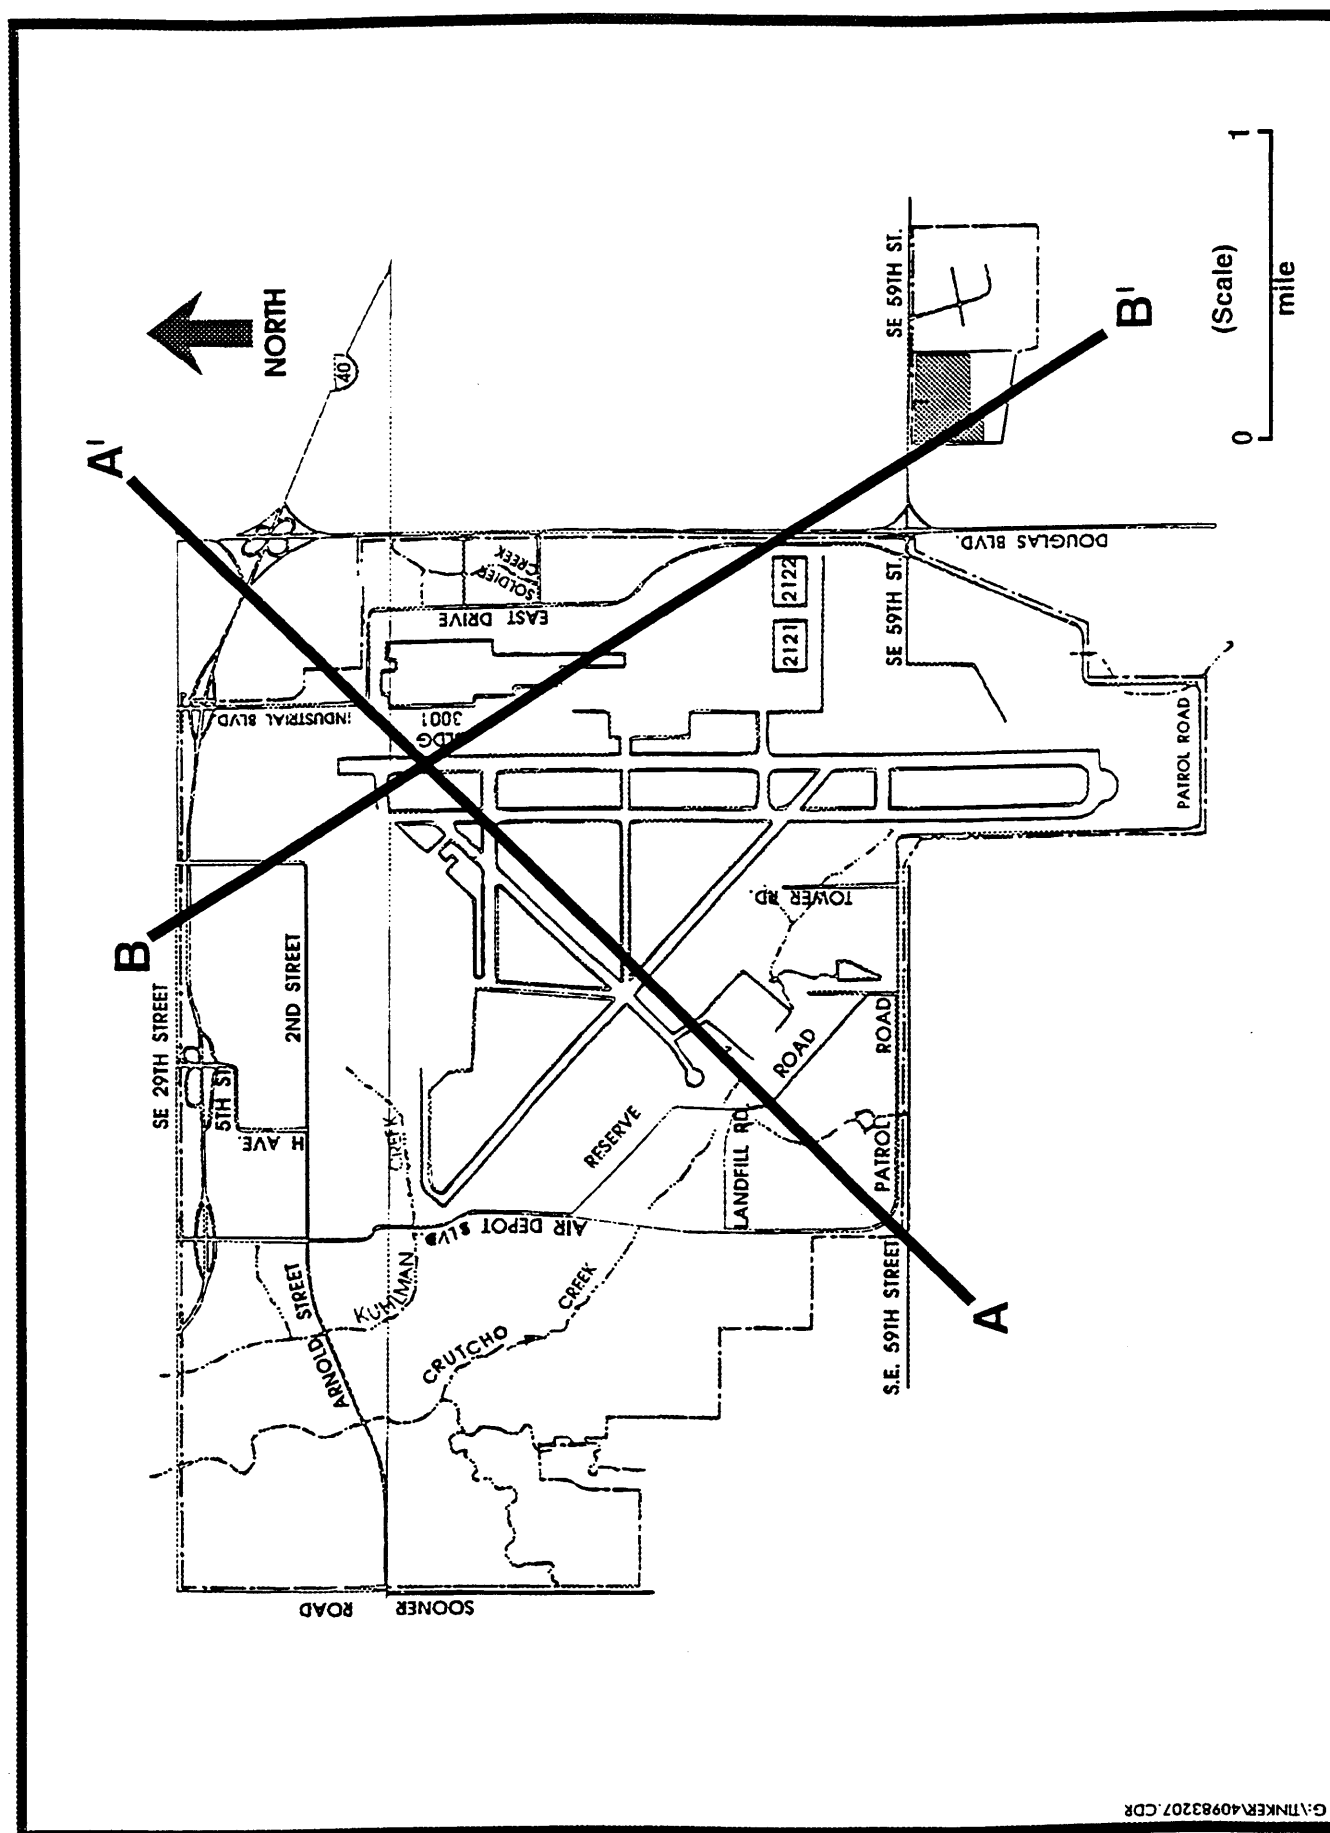 A'
NORTH
40
B
SE 29TH STREET
2ND STREET
5TH ST.
H AVE.
INDUSTRIAL BLVD.
BLDG
3001
EAST DRIVE
SOLDIER
CREEK
2121
2122
DOUGLAS BLVD.
SE 59TH ST.
SE 59TH ST.
B'
(Scale)
0
1
mile
PATROL ROAD
TOWER RD.
ROAD
ROAD
PATROL
LANDFILL RD.
RESERVE
AIR DEPOT BLVD.
CREEK
KUHLMAN
STREET
ARNOLD
CRUTCHO
CREEK
S.E. 59TH STREET
A
ROAD
SOONER
G:\TINKER\40983207.CDR